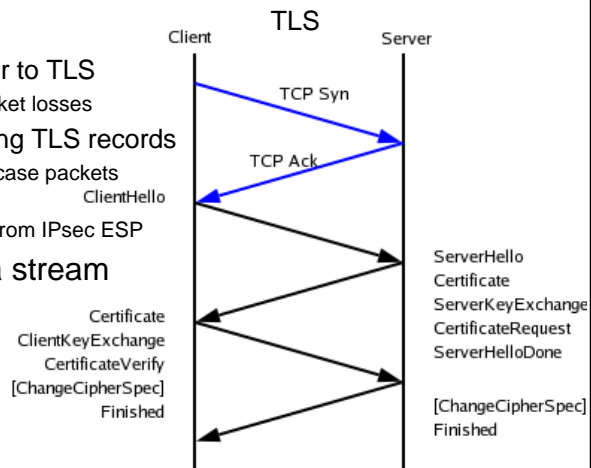 TLS
Client
Server
r to TLS
ket losses
TCP Syn
ng TLS records
case packets
TCP Ack
ClientHello
rom IPsec ESP
stream
ServerHello
Certificate
ServerKeyExchange
CertificateRequest
ServerHelloDone
Certificate
ClientKeyExchange
CertificateVerify
[ChangeCipherSpec]
Finished
[ChangeCipherSpec]
Finished